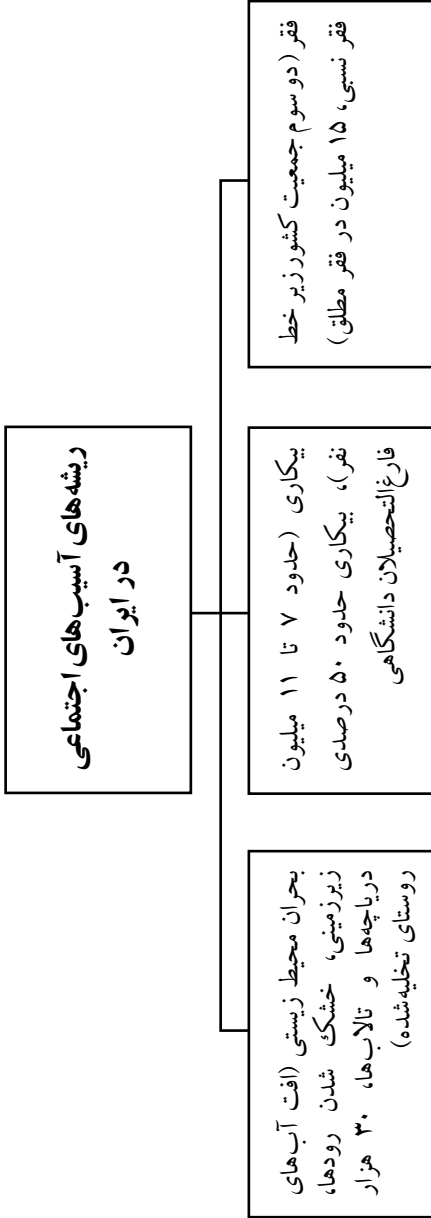 ریشه‌های آسیب‌های اجتماعی
در ایران
فقر (دو سوم جمعیت کشور زیر خط
فقر نسبی، ۱۵ میلیون در فقر مطلق)
بیکاری (حدود ۷ تا ۱۱ میلیون
نفر)، بیکاری حدود ۵۰ درصدی
فارغ‌التحصیلان دانشگاهی
بحران محیط زیستی (افت آب‌های
زیرزمینی، خشک شدن رودها،
دریاچه‌ها و تالاب‌ها، ۳۰ هزار
روستای تخلیه‌شده)